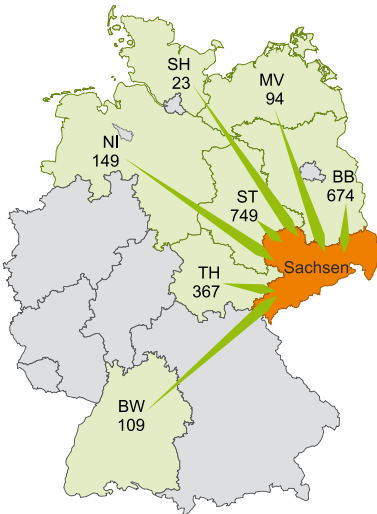 SH
23
MV
94
NI
149
BB
674
ST
749
Sachsen
TH
367
BW
109